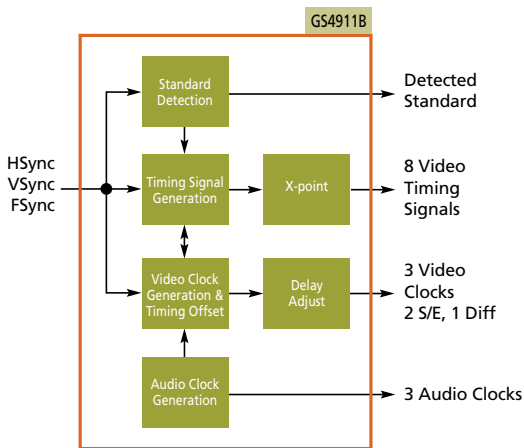 GS4911B
Standard
Detection
Detected
Standard
HSync
VSync
FSync
Timing Signal
Generation
X-point
8 Video
Timing
Signals
Video Clock
Generation &
Timing Offset
Delay
Adjust
3 Video
Clocks
2 S/E, 1 Diff
Audio Clock
Generation
3 Audio Clocks